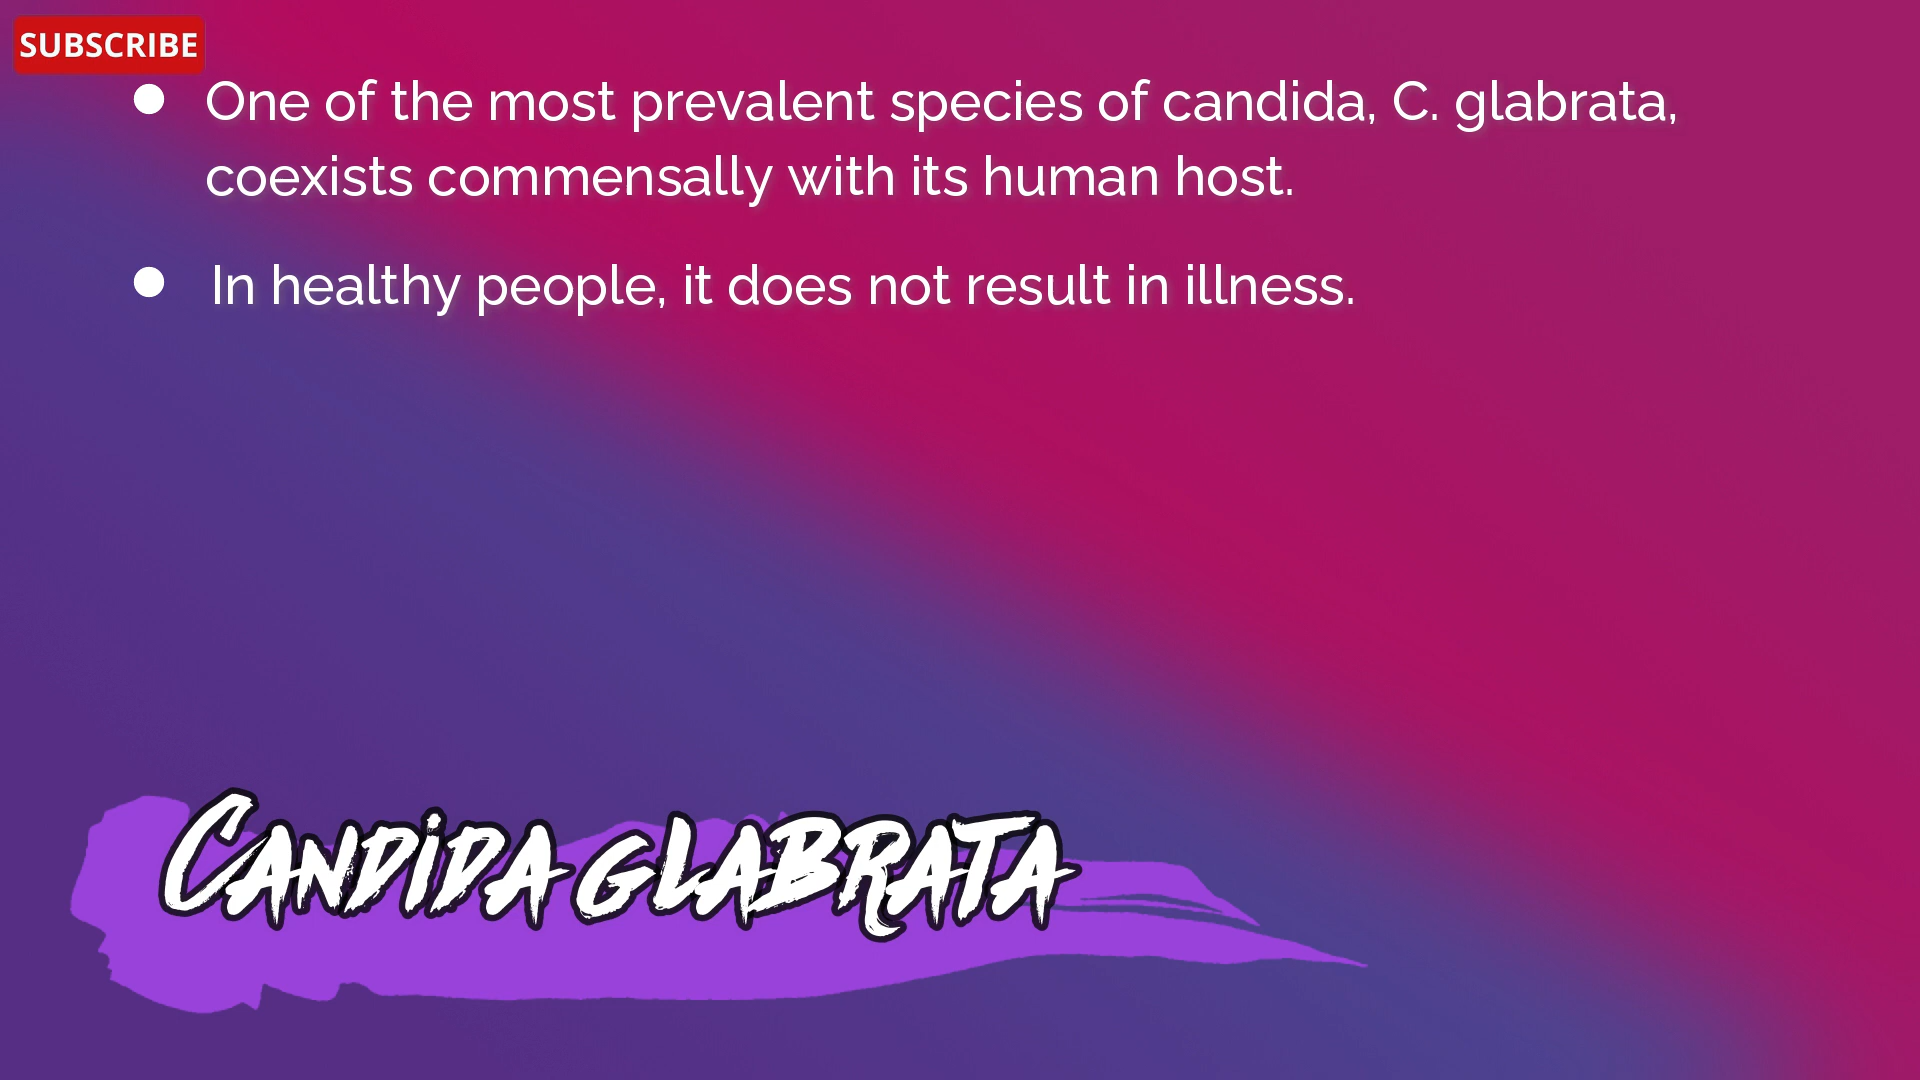 SUBSCRIBE
● One of the most prevalent species of candida, C. glabrata,
coexists commensally with its human host.
● In healthy people, it does not result in illness.
Candida glabrata